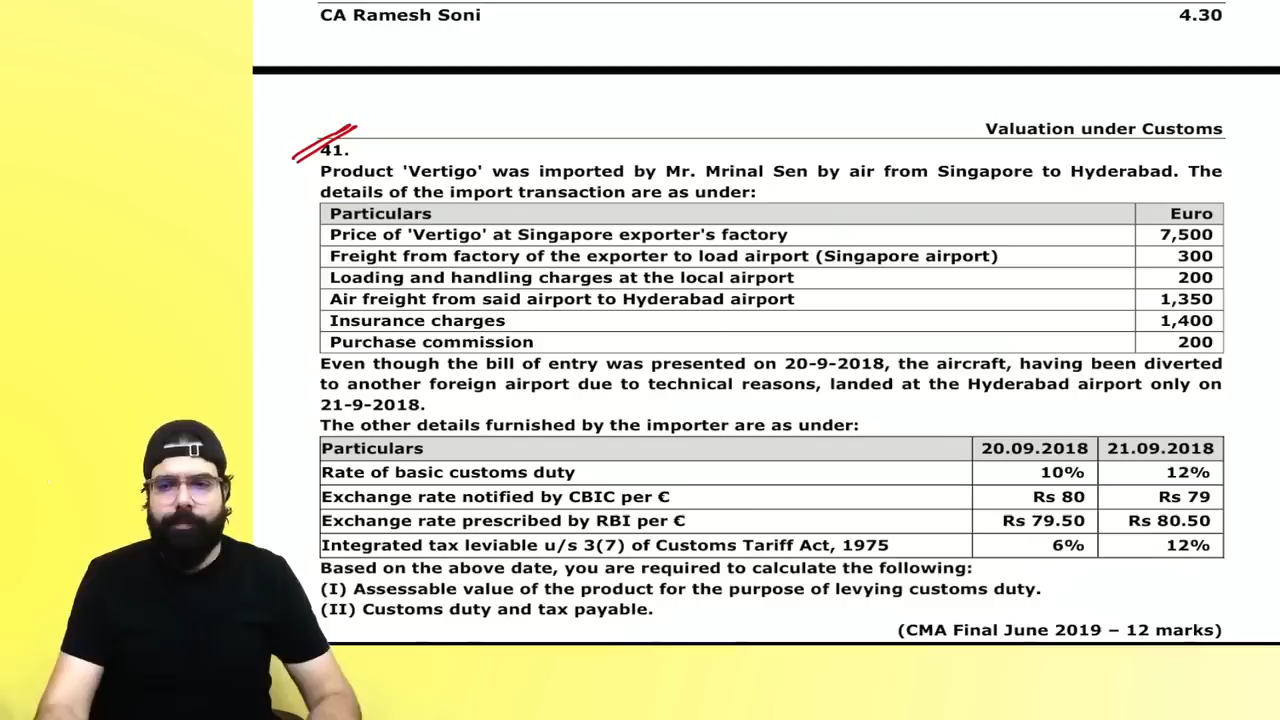 CA Ramesh Soni 4.30
Valuation under Customs
41.
Product 'Vertigo' was imported by Mr. Mrinal Sen by air from Singapore to Hyderabad. The
details of the import transaction are as under:
Particulars Euro
Price of 'Vertigo' at Singapore exporter's factory 7,500
Freight from factory of the exporter to load airport (Singapore airport) 300
Loading and handling charges at the local airport 200
Air freight from said airport to Hyderabad airport 1,350
Insurance charges 1,400
Purchase commission 200
Even though the bill of entry was presented on 20-9-2018, the aircraft, having been diverted
to another foreign airport due to technical reasons, landed at the Hyderabad airport only on
21-9-2018.
The other details furnished by the importer are as under:
Particulars 20.09.2018 21.09.2018
Rate of basic customs duty 10% 12%
Exchange rate notified by CBIC per € Rs 80 Rs 79
Exchange rate prescribed by RBI per € Rs 79.50 Rs 80.50
Integrated tax leviable u/s 3(7) of Customs Tariff Act, 1975 6% 12%
Based on the above date, you are required to calculate the following:
(I) Assessable value of the product for the purpose of levying customs duty.
(II) Customs duty and tax payable.
(CMA Final June 2019 – 12 marks)